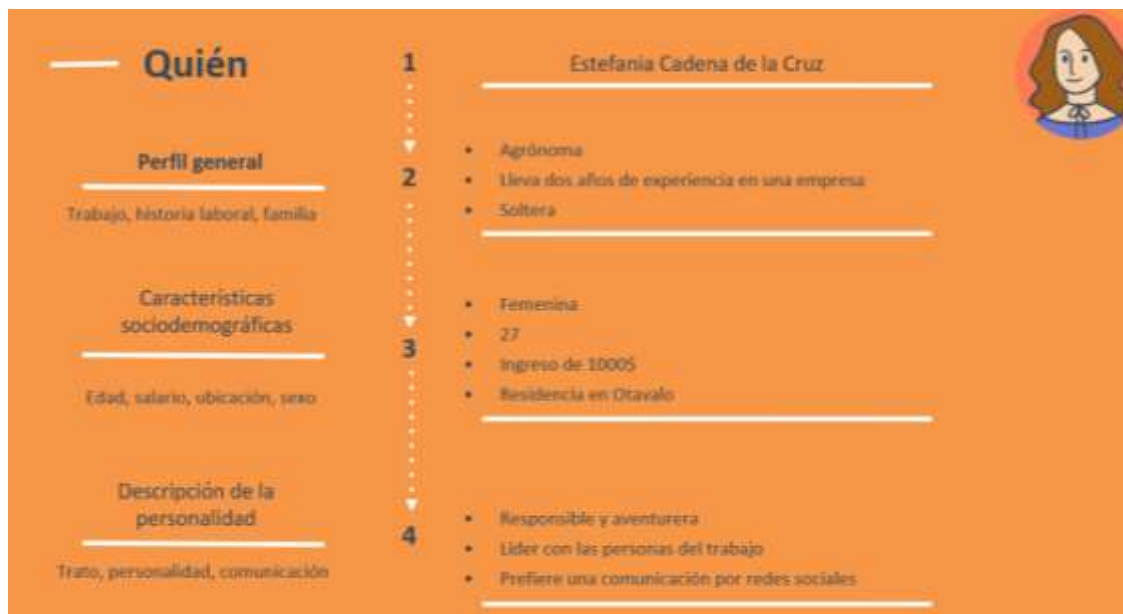 Quién
1
Estefania Cadena de la Cruz
Perfil general
Trabajo, historia laboral, familia
2
• Agrónoma
• Lleva dos años de experiencia en una empresa
• Soltera
Características
sociodemográficas
Edad, salario, ubicación, sexo
3
• Femenina
• 27
• Ingreso de 1000$
• Residencia en Otavalo
Descripción de la
personalidad
Trato, personalidad, comunicación
4
• Responsible y aventurera
• Lider con las personas del trabajo
• Prefiere una comunicación por redes sociales